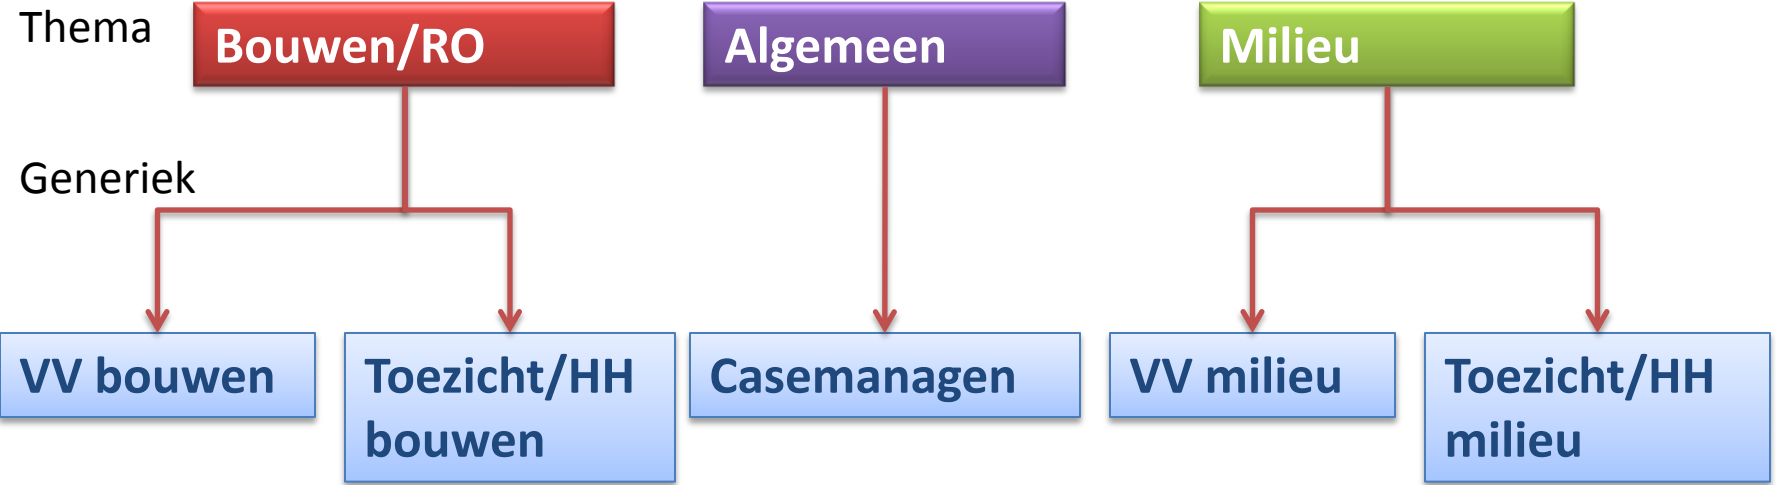 Thema
Bouwen/RO
Algemeen
Milieu
Generiek
VV bouwen
Toezicht/HH
bouwen
Casemanagen
VV milieu
Toezicht/HH
milieu